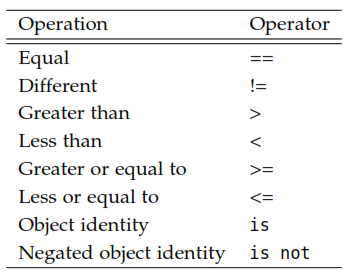 Operation Operator
Equal ==
Different !=
Greater than >
Less than <
Greater or equal to >=
Less or equal to <=
Object identity is
Negated object identity is not